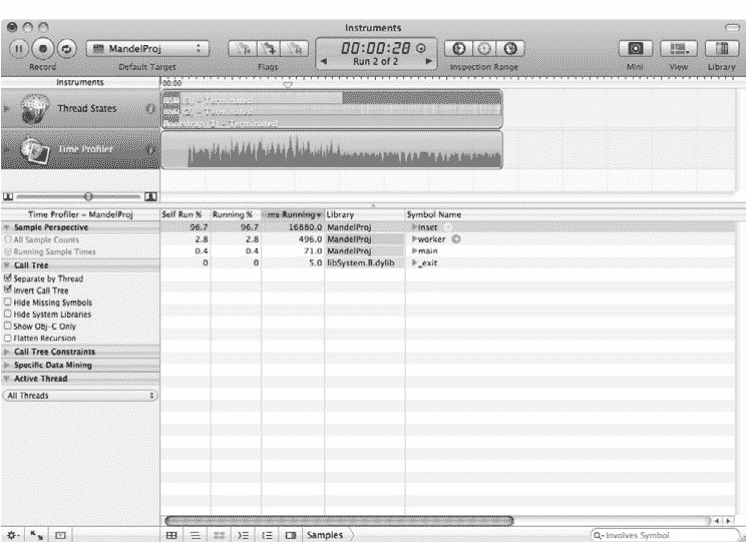 Instruments
MandelProj
00:00:20
Run 2 of 2
Record
Default Target
Flags
Inspection Range
Mini
View
Library
Instruments
00:00
Thread States
Terminated
Bootstrap (1) - Terminated
Time Profiler
Time Profiler - MandelProj
Self Run % Running % ms Running Library Symbol Name
Sample Perspective
96.7 96.7 16880.0 MandelProj inset
All Sample Counts
2.8 2.8 496.0 MandelProj worker
Running Sample Times
0.4 0.4 71.0 MandelProj main
Call Tree
0 0 5.0 libSystem.B.dylib _exit
Separate by Thread
Invert Call Tree
Hide Missing Symbols
Hide System Libraries
Show Obj-C Only
Flatten Recursion
Call Tree Constraints
Specific Data Mining
Active Thread
All Threads
Samples
Involves Symbol